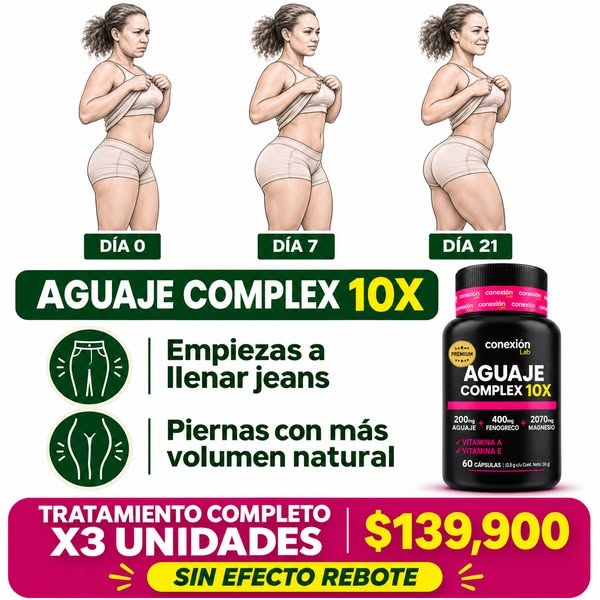 DÍA 0
DÍA 7
DÍA 21
AGUAJE COMPLEX 10X
Empiezas a
llenar jeans
Piernas con más
volumen natural
conexión Lab
conexión
Lab
PREMIUM
AGUAJE
COMPLEX 10X
200mg + 400mg + 2070mg
AGUAJE FENOGRECO MAGNESIO
✓ VITAMINA A
✓ VITAMINA E
60 CÁPSULAS
TRATAMIENTO COMPLETO
X3 UNIDADES
$139,900
SIN EFECTO REBOTE